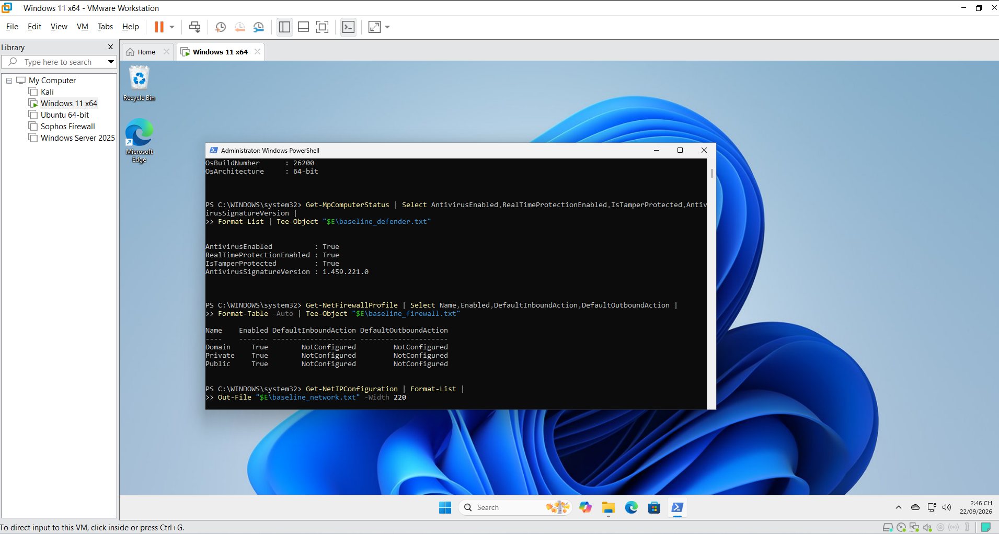 Windows 11 x64 - VMware Workstation
File Edit View VM Tabs Help
Library
Type here to search
My Computer
Kali
Windows 11 x64
Ubuntu 64-bit
Sophos Firewall
Windows Server 2025
Home
Windows 11 x64
Recycle Bin
Microsoft
Edge
Administrator: Windows PowerShell
OsBuildNumber      : 26200
OsArchitecture     : 64-bit
PS C:\WINDOWS\system32> Get-MpComputerStatus | Select AntivirusEnabled,RealTimeProtectionEnabled,IsTamperProtected,Antiv
irusSignatureVersion |
>> Format-List | Tee-Object "$E\baseline_defender.txt"
AntivirusEnabled          : True
RealTimeProtectionEnabled : True
IsTamperProtected         : True
AntivirusSignatureVersion : 1.459.221.0
PS C:\WINDOWS\system32> Get-NetFirewallProfile | Select Name,Enabled,DefaultInboundAction,DefaultOutboundAction |
>> Format-Table -Auto | Tee-Object "$E\baseline_firewall.txt"
Name    Enabled DefaultInboundAction DefaultOutboundAction
----    ------- -------------------- ---------------------
Domain     True        NotConfigured         NotConfigured
Private    True        NotConfigured         NotConfigured
Public     True        NotConfigured         NotConfigured
PS C:\WINDOWS\system32> Get-NetIPConfiguration | Format-List |
>> Out-File "$E\baseline_network.txt" -Width 220
Search
2:46 CH
22/09/2026
To direct input to this VM, click inside or press Ctrl+G.